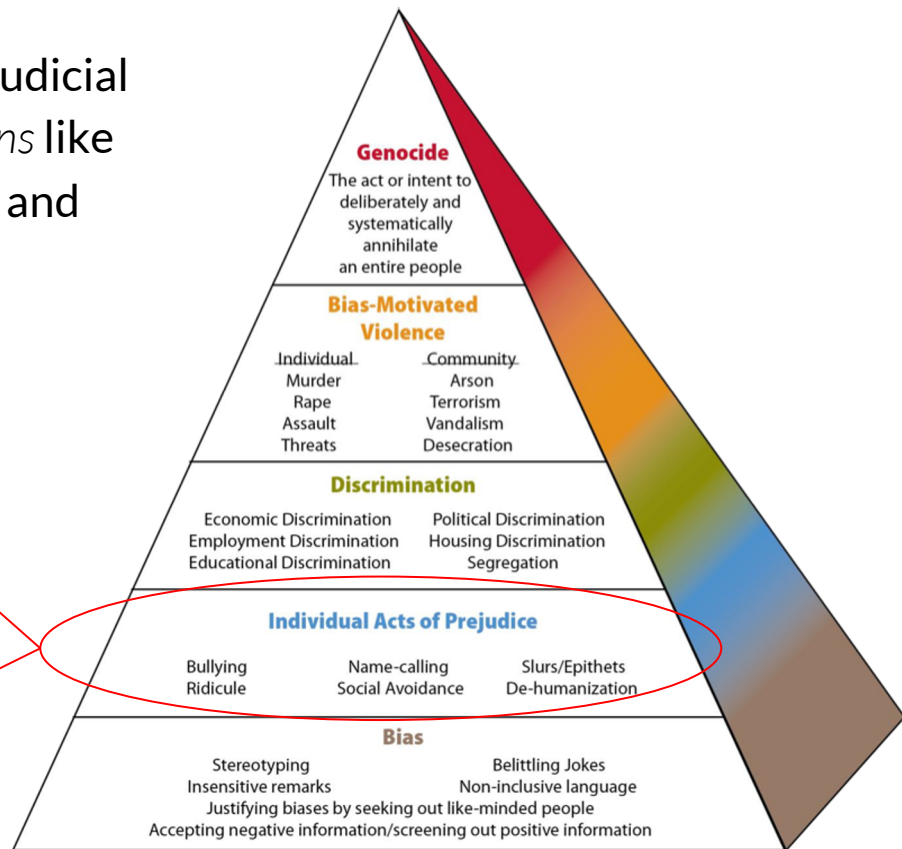 udicial
ns like
and
Genocide
The act or intent to
deliberately and
systematically
annihilate
an entire people
Bias-Motivated
Violence
Individual Community
Murder Arson
Rape Terrorism
Assault Vandalism
Threats Desecration
Discrimination
Economic Discrimination Political Discrimination
Employment Discrimination Housing Discrimination
Educational Discrimination Segregation
Individual Acts of Prejudice
Bullying Name-calling Slurs/Epithets
Ridicule Social Avoidance De-humanization
Bias
Stereotyping Belittling Jokes
Insensitive remarks Non-inclusive language
Justifying biases by seeking out like-minded people
Accepting negative information/screening out positive information